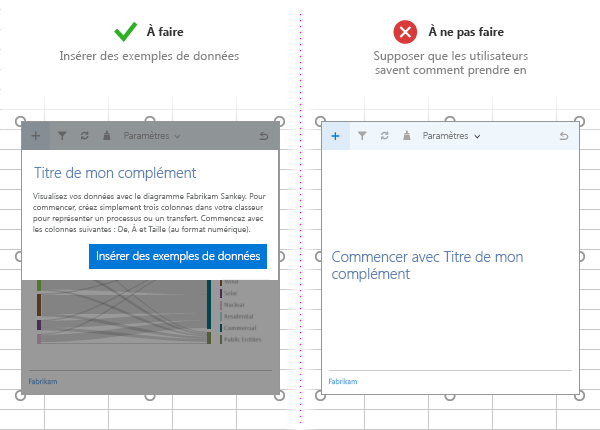 À faire
Insérer des exemples de données
Paramètres
Titre de mon complément
Visualisez vos données avec le diagramme Fabrikam Sankey. Pour
commencer, créez simplement trois colonnes dans votre classeur
pour représenter un processus ou un transfert. Commencez avec
les colonnes suivantes : De, À et Taille (au format numérique).
Insérer des exemples de données
Solar
Nuclear
Residential
Commercial
Public Entites
Fabrikam
À ne pas faire
Supposer que les utilisateurs
savent comment prendre en
Paramètres
Commencer avec Titre de mon
complément
Fabrikam